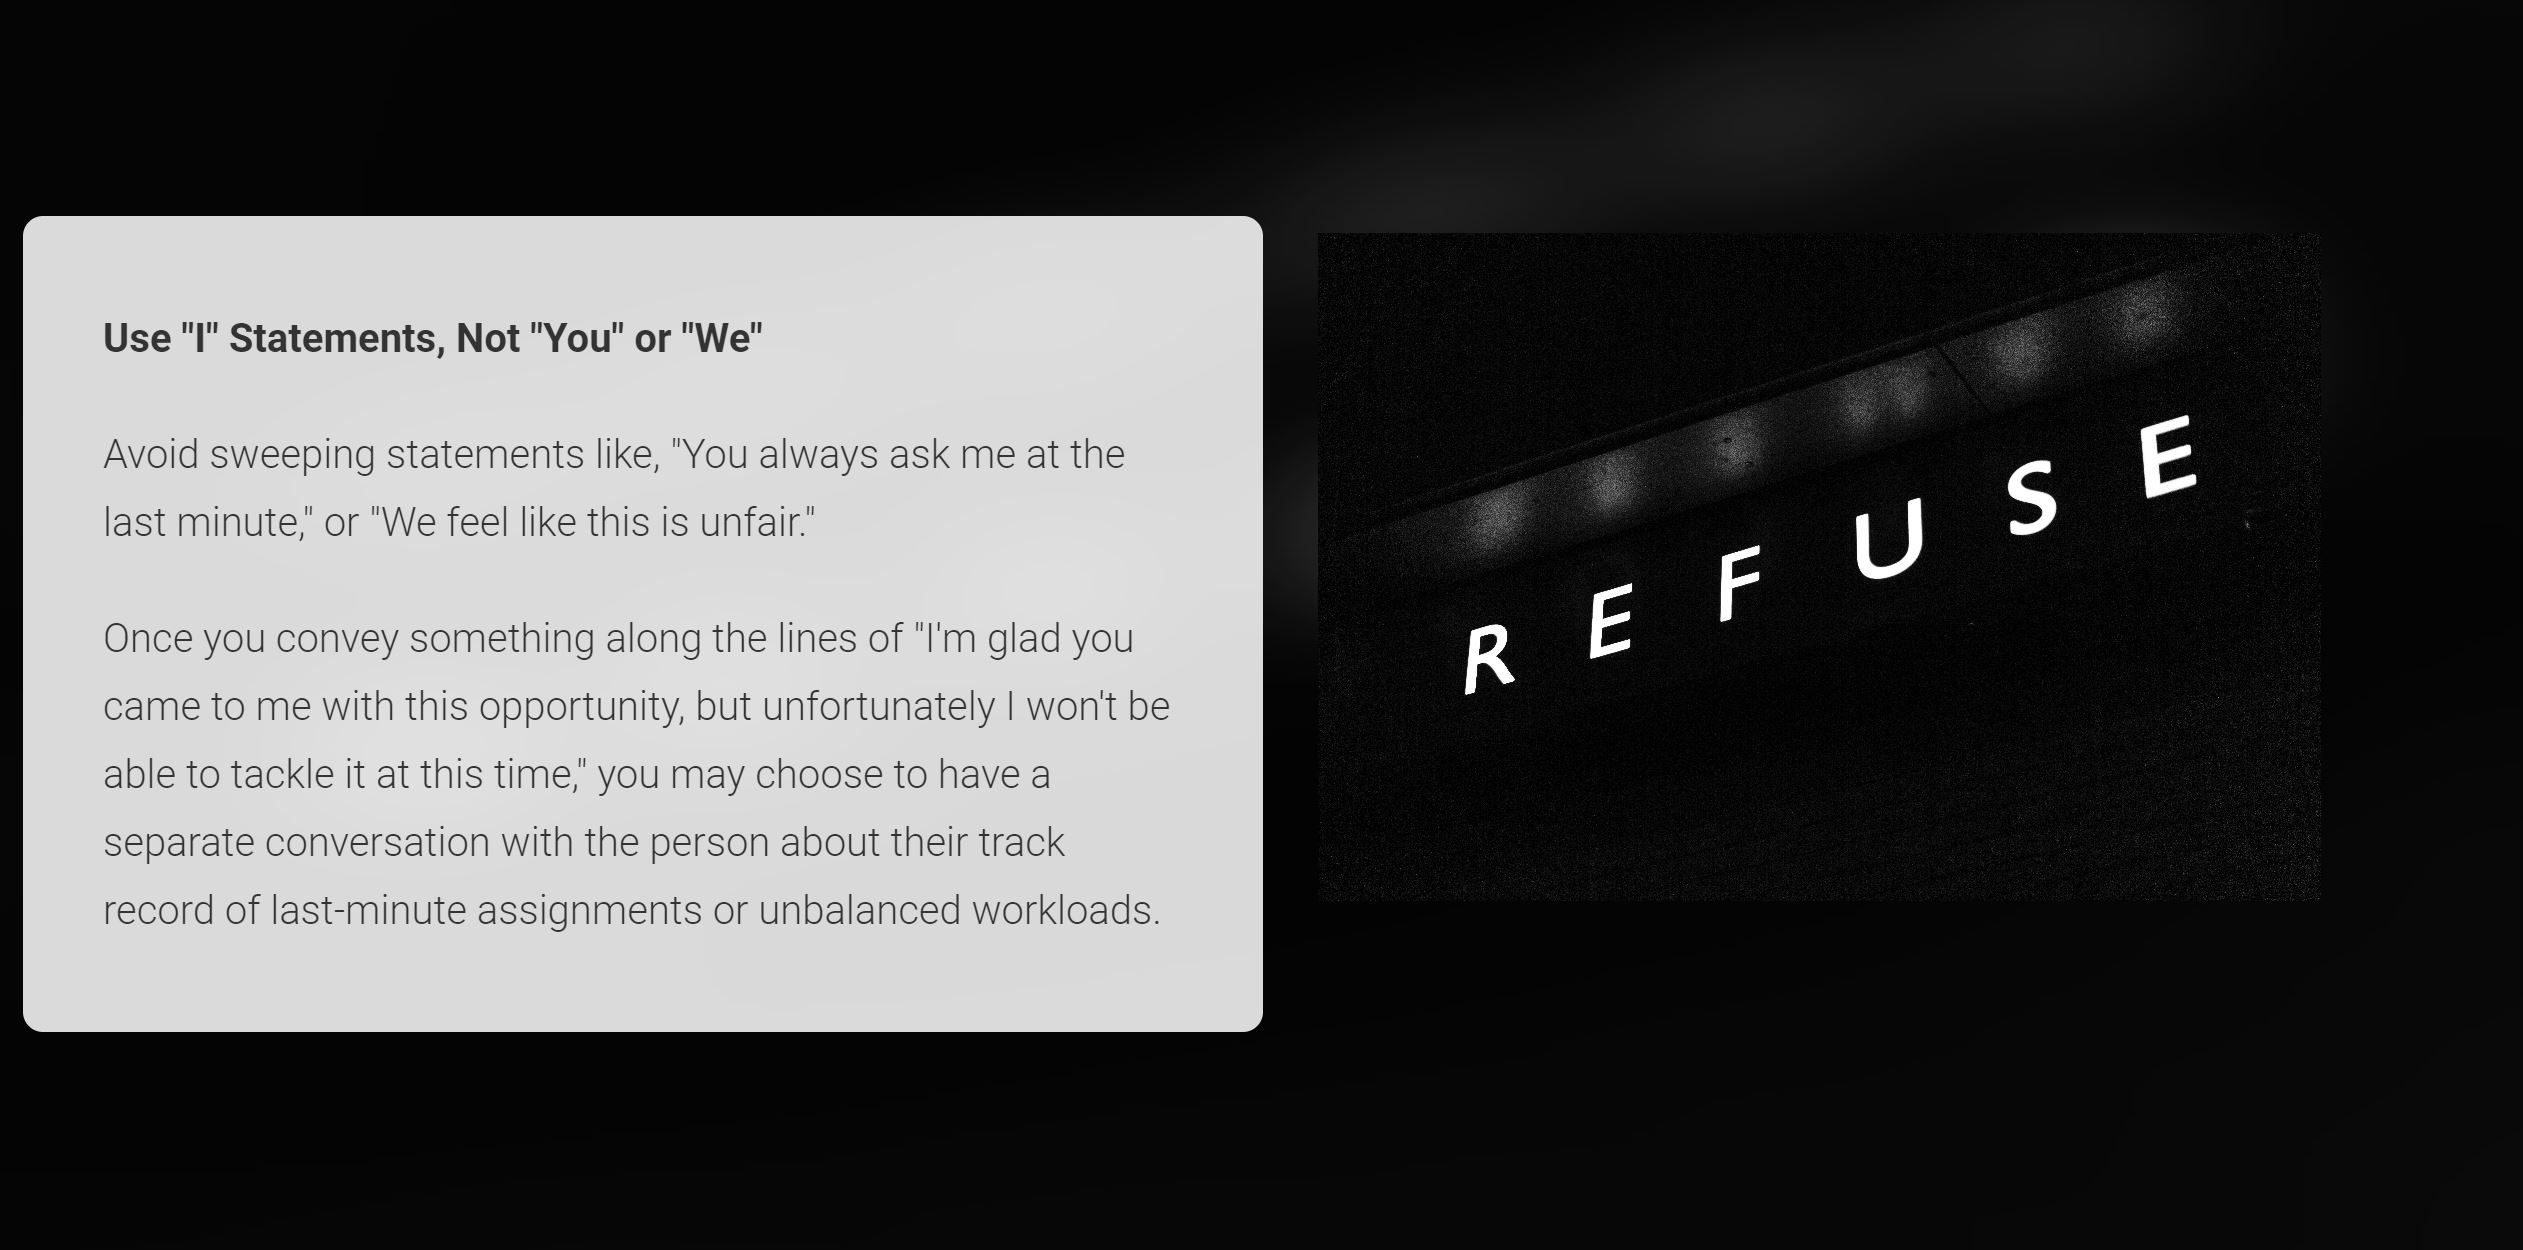 Use "I" Statements, Not "You" or "We"
Avoid sweeping statements like, "You always ask me at the
last minute," or "We feel like this is unfair."
Once you convey something along the lines of "I'm glad you
came to me with this opportunity, but unfortunately I won't be
able to tackle it at this time," you may choose to have a
separate conversation with the person about their track
record of last-minute assignments or unbalanced workloads.
REFUSE